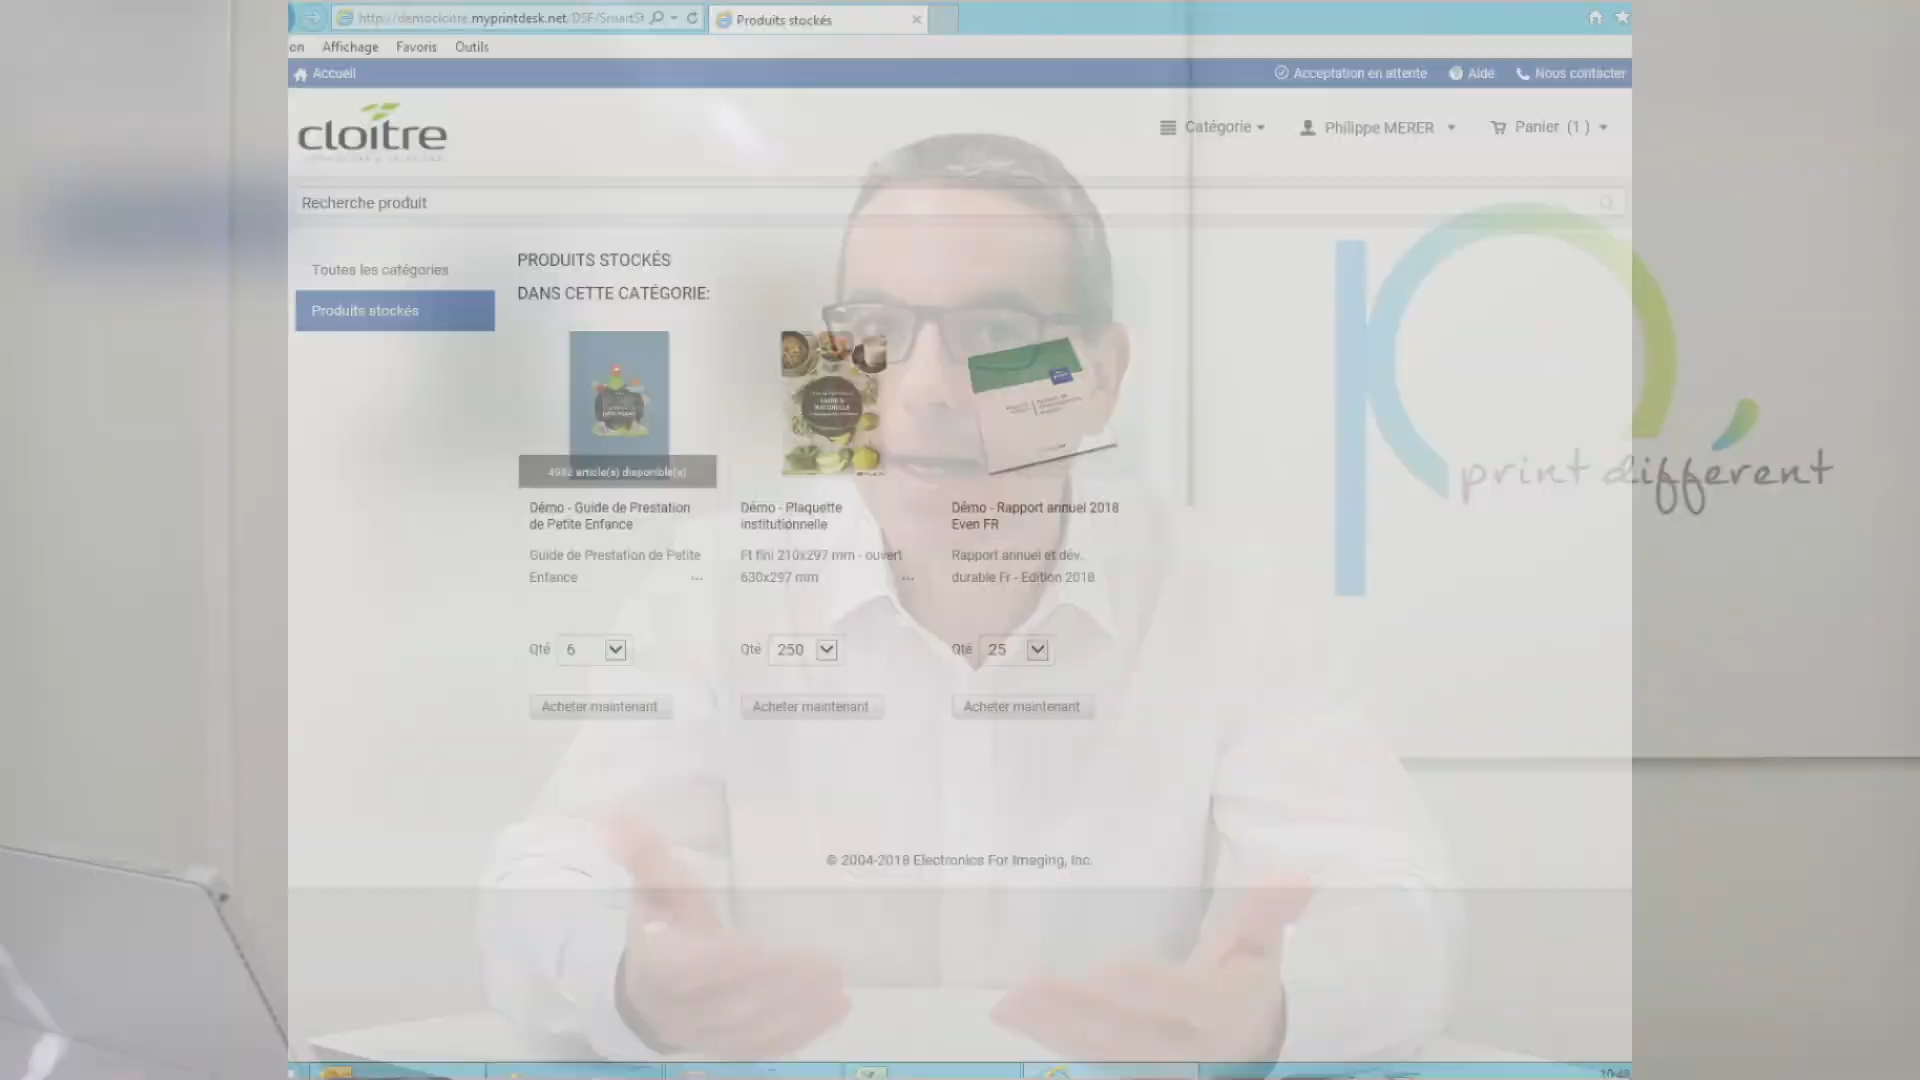 http://democloitre.myprintdesk.net/DSF/SmartSt
Produits stockés
on Affichage Favoris Outils
Accueil
Acceptation en attente Aide Nous contacter
cloître
Catégorie Philippe MERER Panier (1)
Recherche produit
Toutes les catégories
Produits stockés
PRODUITS STOCKÉS
DANS CETTE CATÉGORIE:
4982 article(s) disponible(s)
Démo - Guide de Prestation
de Petite Enfance
Guide de Prestation de Petite
Enfance ...
Qté 6
Acheter maintenant
Démo - Plaquette
institutionnelle
Ft fini 210x297 mm - ouvert
630x297 mm ...
Qté 250
Acheter maintenant
Démo - Rapport annuel 2018
Even FR
Rapport annuel et dév.
durable Fr - Edition 2018
Qté 25
Acheter maintenant
print différent
© 2004-2018 Electronics For Imaging, Inc.